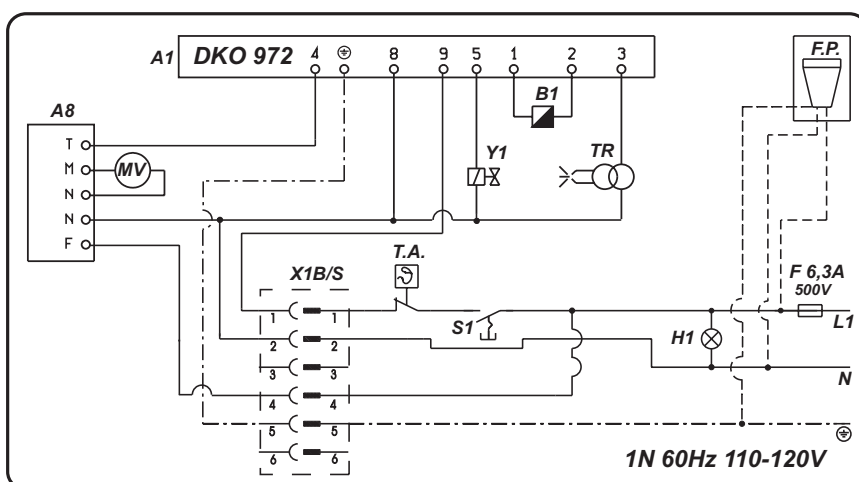 A1 DKO 972 4 8 9 5 1 2 3
F.P.
A8
B1
T
M MV
Y1 TR
N
N
F
X1B/S T.A. F 6,3A
500V
1 1 S1 L1
2 2 H1
3 3 N
4 4
5 5
6 6
1N 60Hz 110-120V